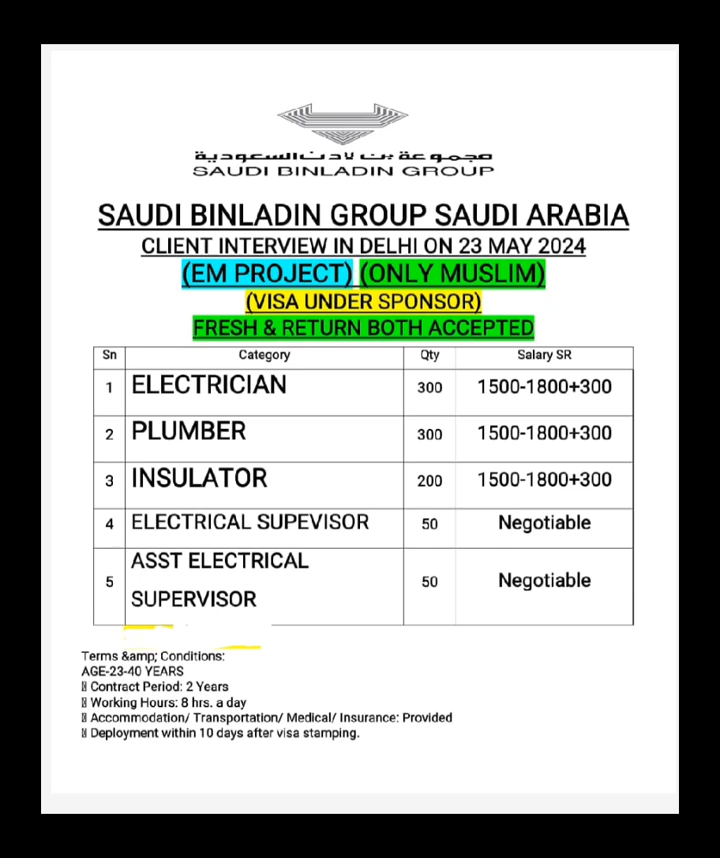 مجموعة بن لادن السعودية
SAUDI BINLADIN GROUP
SAUDI BINLADIN GROUP SAUDI ARABIA
CLIENT INTERVIEW IN DELHI ON 23 MAY 2024
(EM PROJECT) (ONLY MUSLIM)
(VISA UNDER SPONSOR)
FRESH & RETURN BOTH ACCEPTED
Sn Category Qty Salary SR
1 ELECTRICIAN 300 1500-1800+300
2 PLUMBER 300 1500-1800+300
3 INSULATOR 200 1500-1800+300
4 ELECTRICAL SUPEVISOR 50 Negotiable
5 ASST ELECTRICAL SUPERVISOR 50 Negotiable
Terms &amp; Conditions:
AGE-23-40 YEARS
Contract Period: 2 Years
Working Hours: 8 hrs. a day
Accommodation/ Transportation/ Medical/ Insurance: Provided
Deployment within 10 days after visa stamping.